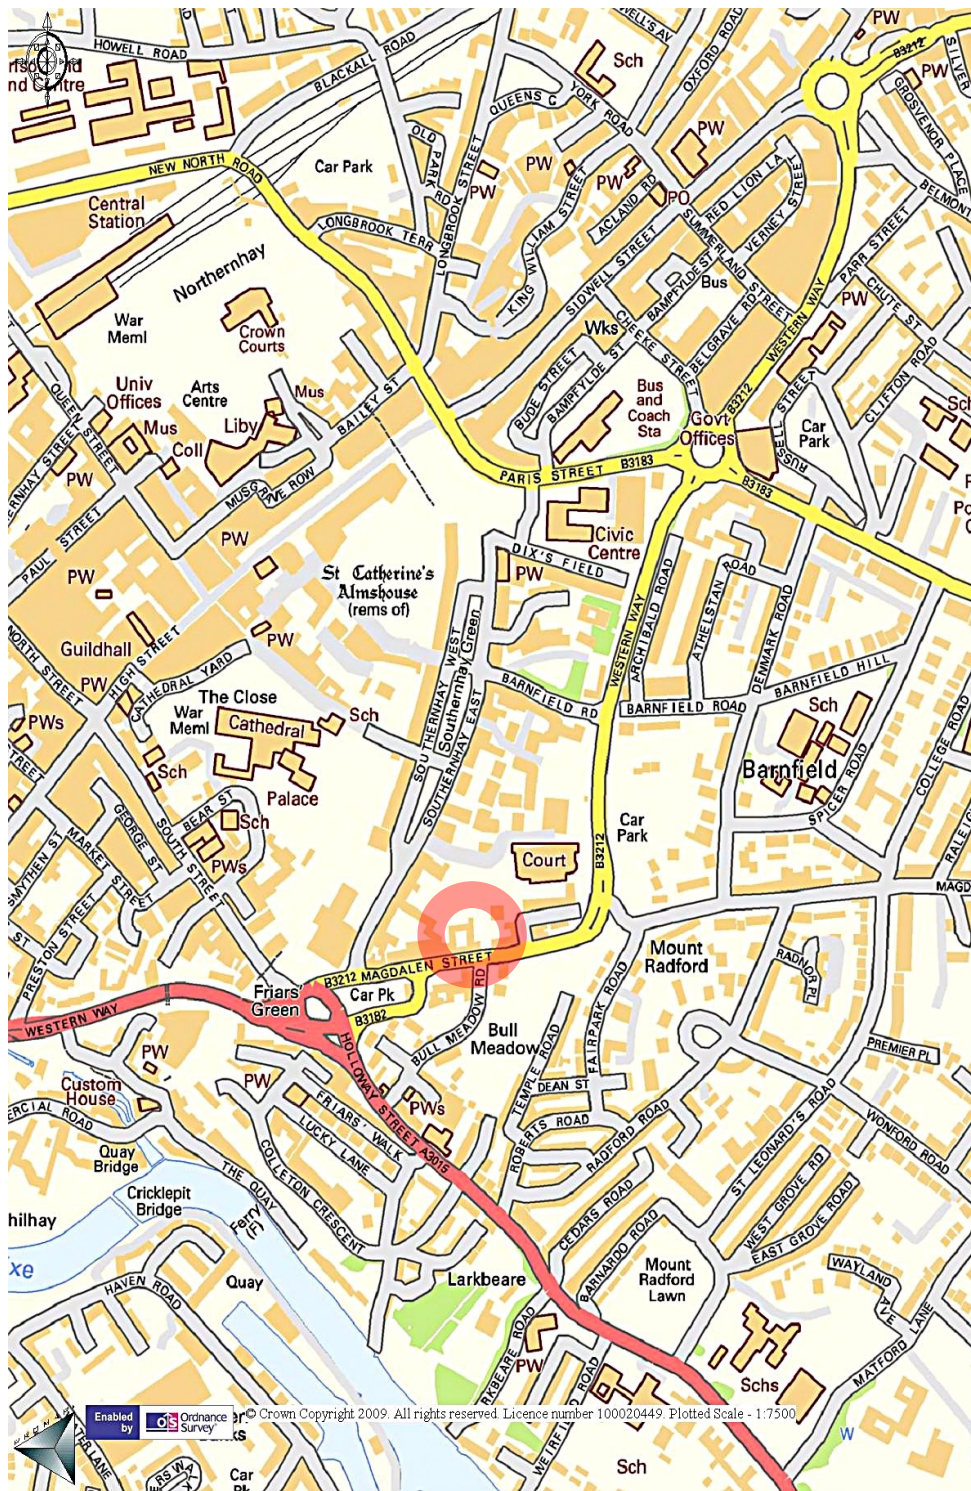 HOWELL ROAD
BLACKALL
ROAD
PW
B3212
SILVER
Sch
OXFORD ROAD
QUEENS C
YORK ROAD
PW
GROSVENOR PLACE
NEW NORTH ROAD
Car Park
OLD PARK RD
PW
PW
PW
PW
Central
Station
LONGBROOK TERR
LONGBROOK STREET
KING WILLIAM STREET
ACLAND RD
PO
RED LION LA
VERNEY STREET
BELMONT
Northernhay
SIDWELL STREET
SUMMERLAND STREET
PARR STREET
BAMPFYLDE ST
Bus
PW
CHUTE ST
War
Meml
Crown
Courts
Wks
CHEEKE STREET
BELGRAVE RD
WESTERN WAY
CLIFTON ROAD
Univ
Offices
Arts
Centre
Mus
BAILEY ST
BUDE STREET
BAMPFYLDE ST
Bus
and
Coach
Sta
B3212
Govt
Offices
RUSSELL STREET
Car
Park
QUEEN STREET
Mus
Coll
Liby
PW
MUSGRAVE ROW
PARIS STREET
B3183
B3183
PAUL STREET
PW
PW
Civic
Centre
DIX'S FIELD
PW
St Catherine's
Almshouse
(rems of)
WESTERN WAY
ARCHBALD ROAD
ATHELSTAN
ROAD
DENMARK ROAD
NORTH STREET
Guildhall
HIGH STREET
PW
PW
CATHEDRAL YARD
SOUTHERNHAY WEST
Southernhay Green
SOUTHERNHAY EAST
BARNFIELD RD
BARNFIELD ROAD
BARNFIELD HILL
The Close
War
Meml
Cathedral
Sch
PWs
Sch
Palace
Sch
Barnfield
SPICER ROAD
COLLEGE ROAD
BEAR ST
Sch
PWs
GEORGE ST
SOUTH STREET
MARKET STREET
SMYTHEN ST
PRESTON STREET
Court
B3212
Car
Park
B3212 MAGDALEN STREET
Mount
Radford
RADNOR PL
Friars'
Green
Car Pk
B3182
BULL MEADOW RD
Bull
Meadow
FAIRPARK ROAD
TEMPLE ROAD
DEAN ST
PREMIER PL
WESTERN WAY
PW
Custom
House
PW
HOLLOWAY STREET A3015
PWs
FRIARS' WALK
LUCKY LANE
ROBERTS ROAD
RADFORD ROAD
ST LEONARD'S ROAD
WONFORD ROAD
Quay
Bridge
THE QUAY
COLLETON CRESCENT
Cricklepit
Bridge
Ferry
(F)
CEDARS ROAD
BARNARDO ROAD
WEST GROVE RD
EAST GROVE ROAD
HAVEN ROAD
Quay
Larkbeare
Mount
Radford
Lawn
WAYLAND AVE
MATFORD LANE
PW
Schs
W
Sch
Car
Enabled
by
Ordnance
Survey
© Crown Copyright 2009. All rights reserved. Licence number 100020449. Plotted Scale - 1:7500